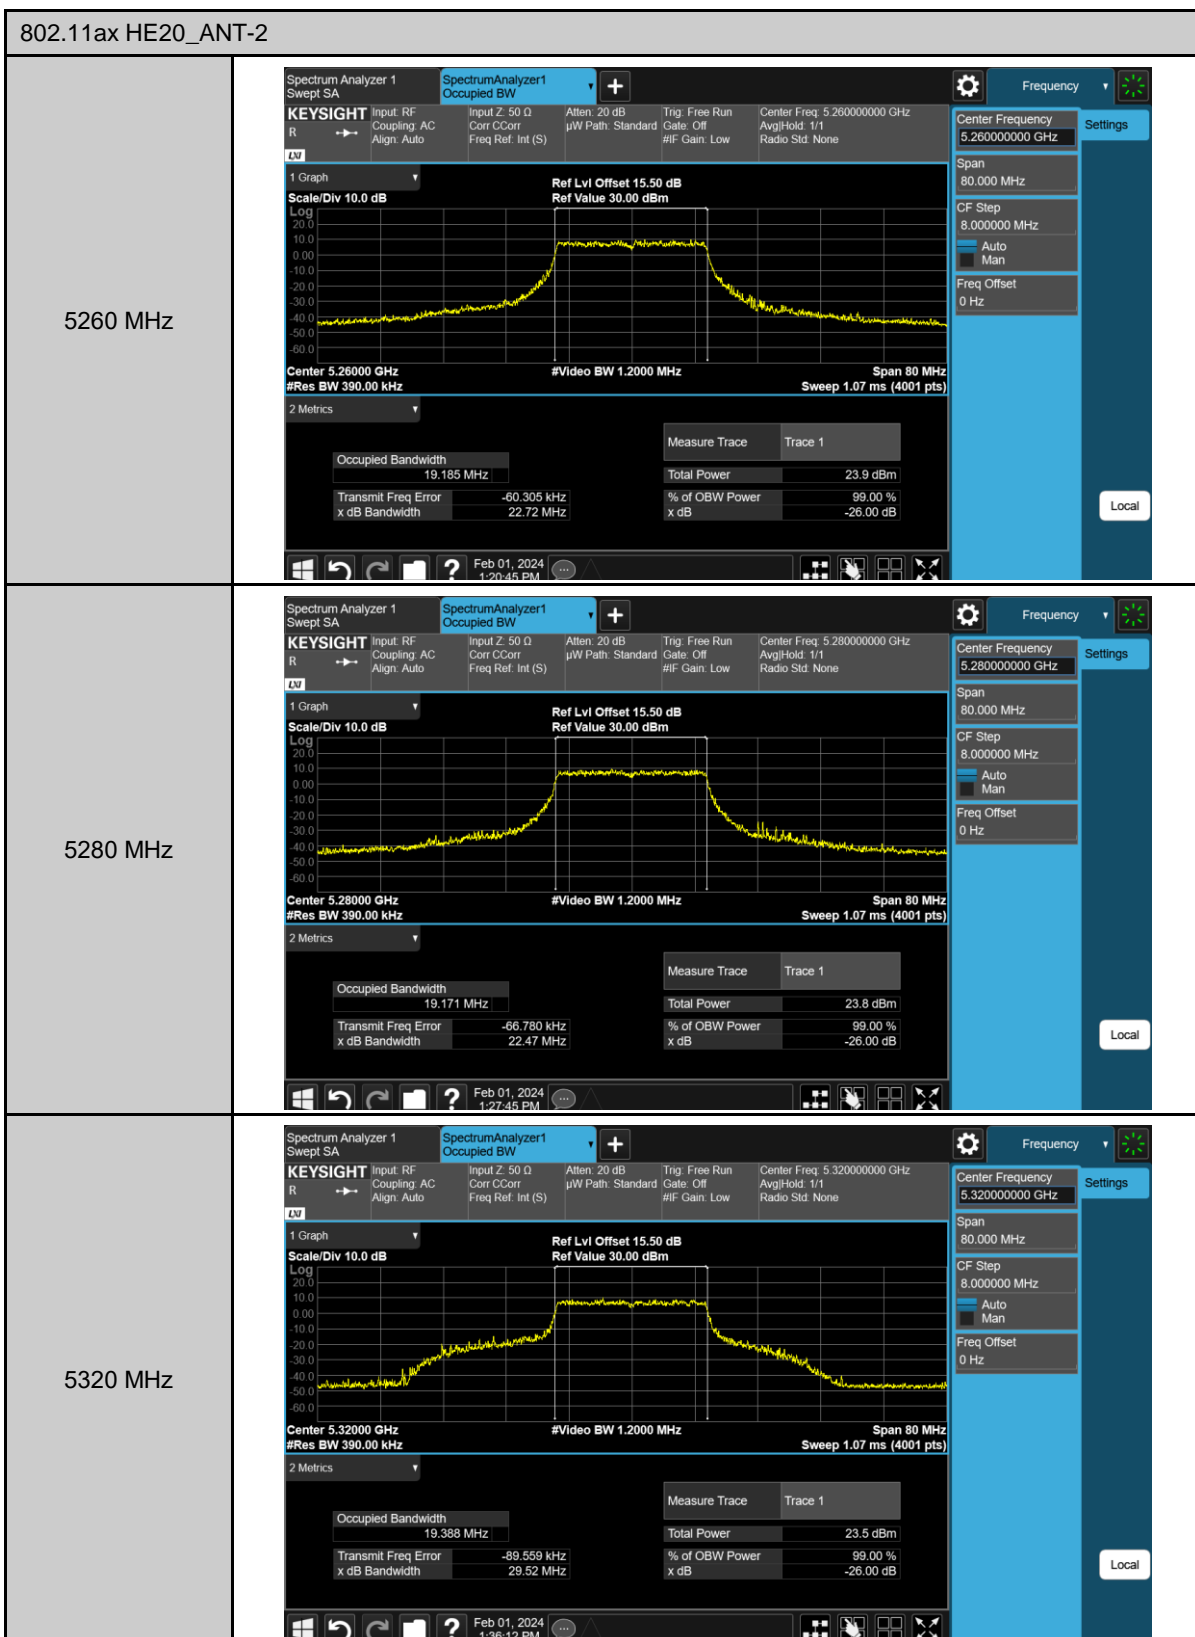 802.11ax HE20_ANT-2
5260 MHz
Spectrum Analyzer 1
Swept SA
SpectrumAnalyzer1
Occupied BW
Frequency
KEYSIGHT
R
LXI
Input: RF
Coupling: AC
Align: Auto
Input Z: 50 Ω
Corr CCorr
Freq Ref: Int (S)
Atten: 20 dB
µW Path: Standard
Trig: Free Run
Gate: Off
#IF Gain: Low
Center Freq: 5.260000000 GHz
Avg|Hold: 1/1
Radio Std: None
Center Frequency
5.260000000 GHz
Settings
Span
80.000 MHz
CF Step
8.000000 MHz
Auto
Man
Freq Offset
0 Hz
1 Graph
Scale/Div 10.0 dB
Ref Lvl Offset 15.50 dB
Ref Value 30.00 dBm
Log
20.0
10.0
0.00
-10.0
-20.0
-30.0
-40.0
-50.0
-60.0
Center 5.26000 GHz
#Res BW 390.00 kHz
#Video BW 1.2000 MHz
Span 80 MHz
Sweep 1.07 ms (4001 pts)
2 Metrics
Measure Trace Trace 1
Occupied Bandwidth
19.185 MHz
Total Power 23.9 dBm
Transmit Freq Error -60.305 kHz
% of OBW Power 99.00 %
x dB Bandwidth 22.72 MHz
x dB -26.00 dB
Local
Feb 01, 2024
1:20:45 PM
5280 MHz
Spectrum Analyzer 1
Swept SA
SpectrumAnalyzer1
Occupied BW
Frequency
KEYSIGHT
R
LXI
Input: RF
Coupling: AC
Align: Auto
Input Z: 50 Ω
Corr CCorr
Freq Ref: Int (S)
Atten: 20 dB
µW Path: Standard
Trig: Free Run
Gate: Off
#IF Gain: Low
Center Freq: 5.280000000 GHz
Avg|Hold: 1/1
Radio Std: None
Center Frequency
5.280000000 GHz
Settings
Span
80.000 MHz
CF Step
8.000000 MHz
Auto
Man
Freq Offset
0 Hz
1 Graph
Scale/Div 10.0 dB
Ref Lvl Offset 15.50 dB
Ref Value 30.00 dBm
Log
20.0
10.0
0.00
-10.0
-20.0
-30.0
-40.0
-50.0
-60.0
Center 5.28000 GHz
#Res BW 390.00 kHz
#Video BW 1.2000 MHz
Span 80 MHz
Sweep 1.07 ms (4001 pts)
2 Metrics
Measure Trace Trace 1
Occupied Bandwidth
19.171 MHz
Total Power 23.8 dBm
Transmit Freq Error -66.780 kHz
% of OBW Power 99.00 %
x dB Bandwidth 22.47 MHz
x dB -26.00 dB
Local
Feb 01, 2024
1:27:45 PM
5320 MHz
Spectrum Analyzer 1
Swept SA
SpectrumAnalyzer1
Occupied BW
Frequency
KEYSIGHT
R
LXI
Input: RF
Coupling: AC
Align: Auto
Input Z: 50 Ω
Corr CCorr
Freq Ref: Int (S)
Atten: 20 dB
µW Path: Standard
Trig: Free Run
Gate: Off
#IF Gain: Low
Center Freq: 5.320000000 GHz
Avg|Hold: 1/1
Radio Std: None
Center Frequency
5.320000000 GHz
Settings
Span
80.000 MHz
CF Step
8.000000 MHz
Auto
Man
Freq Offset
0 Hz
1 Graph
Scale/Div 10.0 dB
Ref Lvl Offset 15.50 dB
Ref Value 30.00 dBm
Log
20.0
10.0
0.00
-10.0
-20.0
-30.0
-40.0
-50.0
-60.0
Center 5.32000 GHz
#Res BW 390.00 kHz
#Video BW 1.2000 MHz
Span 80 MHz
Sweep 1.07 ms (4001 pts)
2 Metrics
Measure Trace Trace 1
Occupied Bandwidth
19.388 MHz
Total Power 23.5 dBm
Transmit Freq Error -89.559 kHz
% of OBW Power 99.00 %
x dB Bandwidth 29.52 MHz
x dB -26.00 dB
Local
Feb 01, 2024
1:36:12 PM